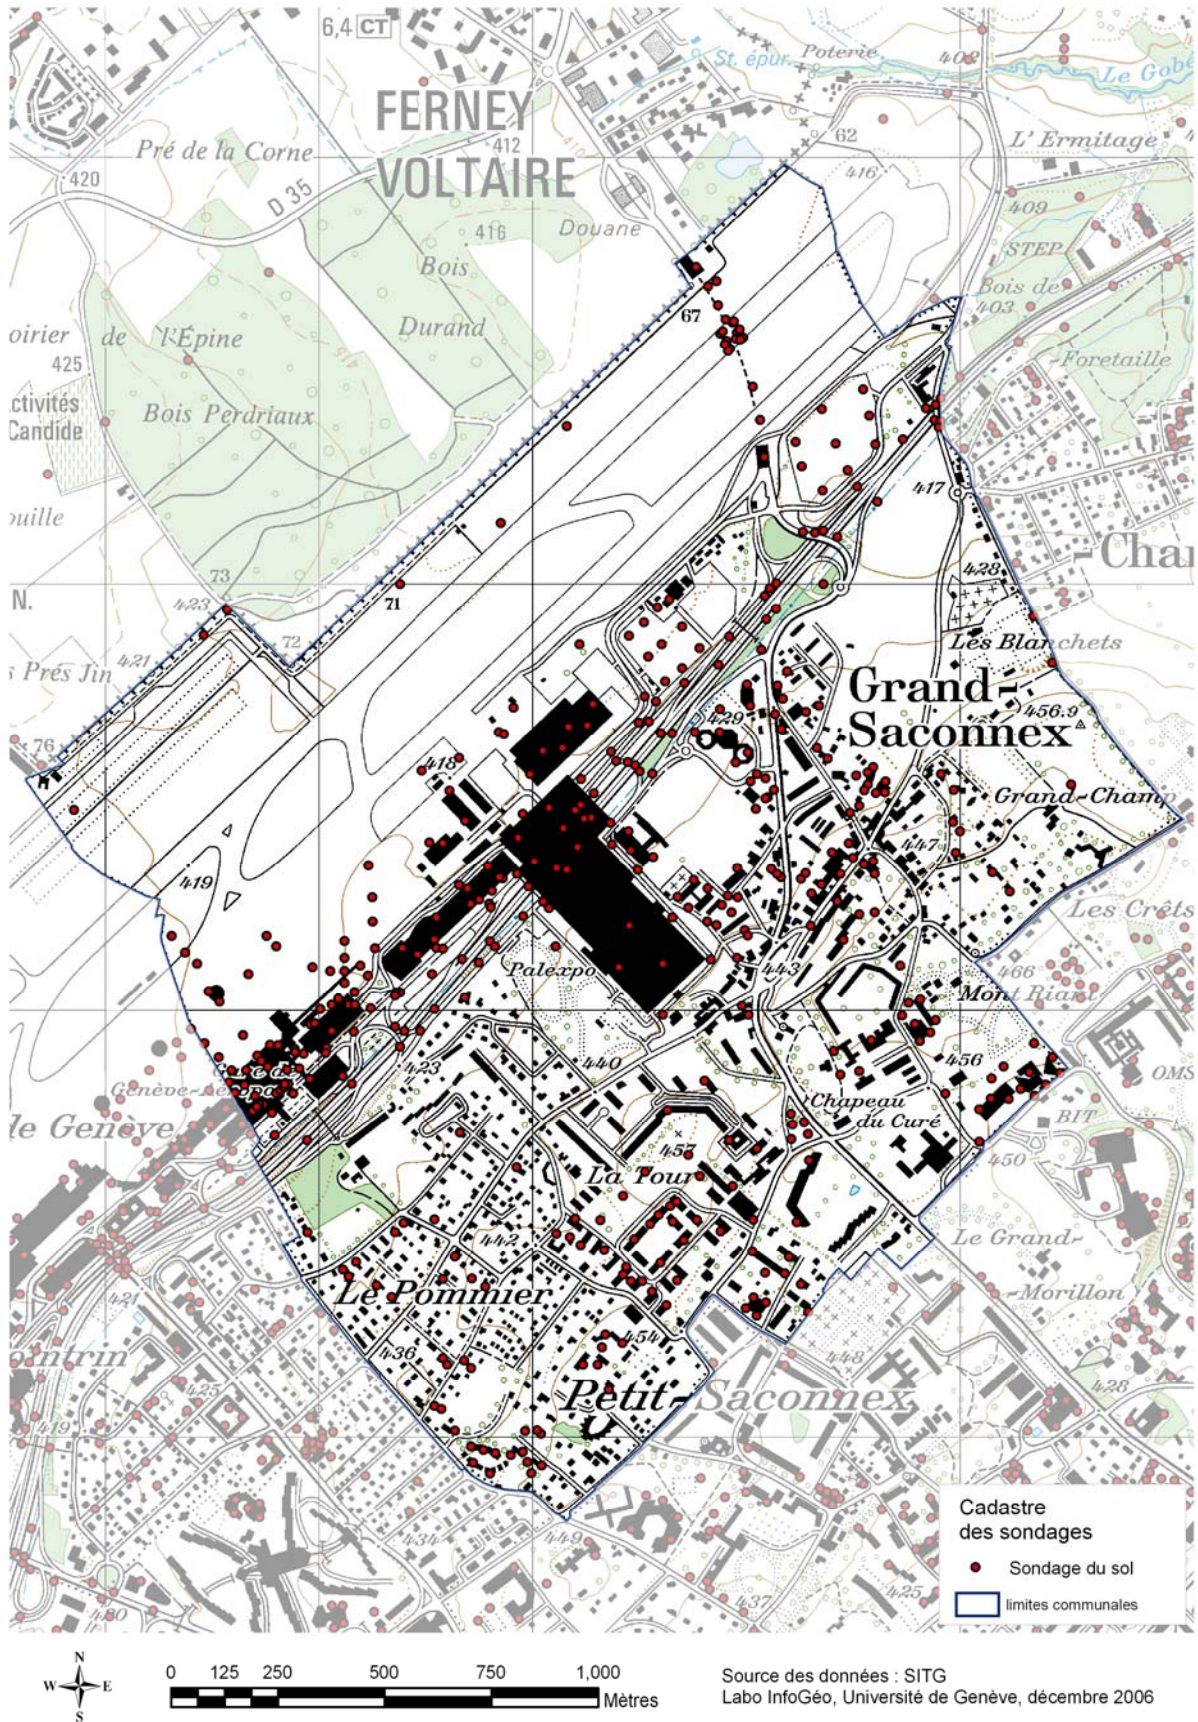 6,4 CT
St. épur.
Poterie
402
FERNEY
VOLTAIRE
62
L'Ermitage
Pré de la Corne
412
410
420
D 35
416
409
416
Douane
STEP
Bois
Durand
Bois de
403
67
oirier de l'Epine
425
Foretaille
ctivités
Candide
Bois Perdriaux
417
ouille
Cha
428
73
N.
423
71
72
Les Blanchets
s Prés Jin
421
Grand-
Saconnex
456.9
429
76
418
Grand-Champ
447
419
Les Crêts
Palexpo
443
466
Mont Riant
440
456
423
OMS
Genève-Aéropo
Chapeau
du Curé
BIT
le Genève
457
450
La Tour
442
Le Grand-
Morillon
Le Pommier
421
454
448
ointrin
436
428
425
Petit-Saconnex
419
434
449
425
437
Cadastre
des sondages
Sondage du sol
limites communales
N
W E
S
0 125 250 500 750 1,000
Mètres
Source des données : SITG
Labo InfoGéo, Université de Genève, décembre 2006